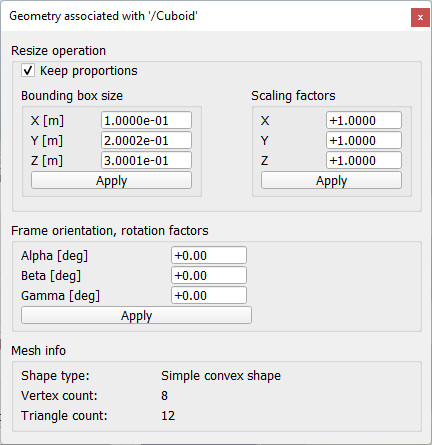 Geometry associated with '/Cuboid'
x
Resize operation
Keep proportions
Bounding box size
X [m] 1.0000e-01
Y [m] 2.0002e-01
Z [m] 3.0001e-01
Apply
Scaling factors
X +1.0000
Y +1.0000
Z +1.0000
Apply
Frame orientation, rotation factors
Alpha [deg] +0.00
Beta [deg] +0.00
Gamma [deg] +0.00
Apply
Mesh info
Shape type: Simple convex shape
Vertex count: 8
Triangle count: 12